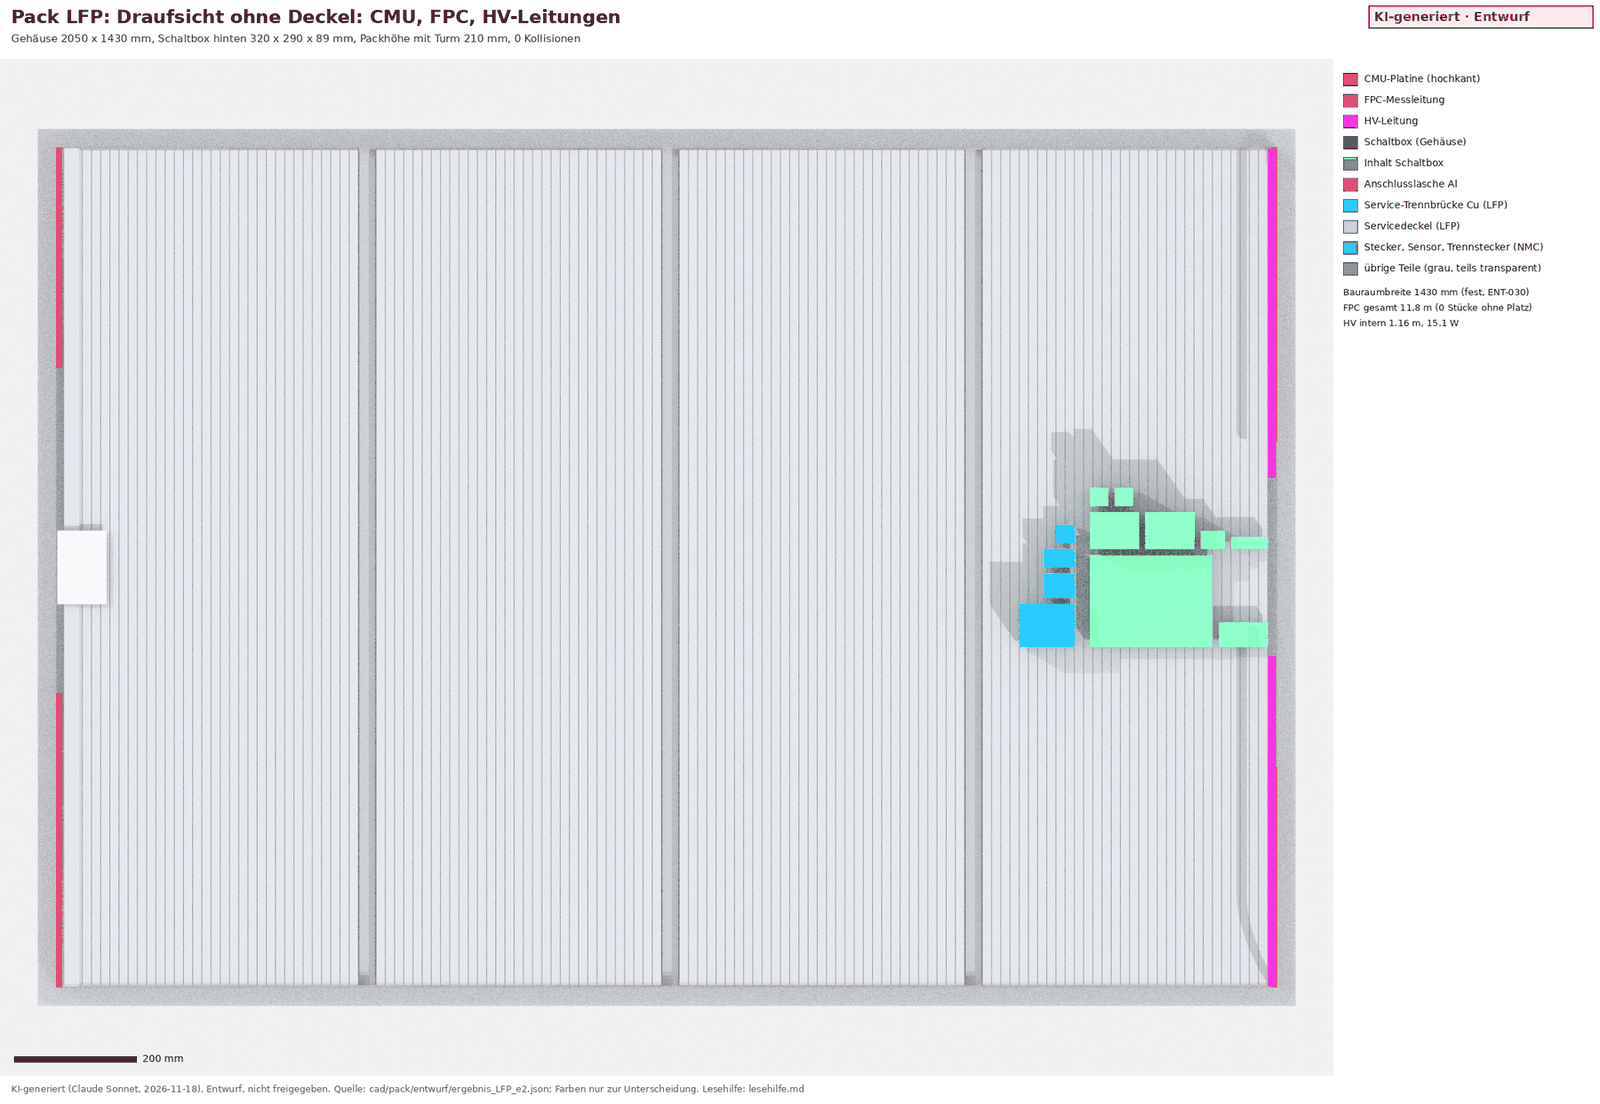 Pack LFP: Draufsicht ohne Deckel: CMU, FPC, HV-Leitungen
Gehäuse 2050 x 1430 mm, Schaltbox hinten 320 x 290 x 89 mm, Packhöhe mit Turm 210 mm, 0 Kollisionen
KI-generiert · Entwurf
CMU-Platine (hochkant)
FPC-Messleitung
HV-Leitung
Schaltbox (Gehäuse)
Inhalt Schaltbox
Anschlusslasche Al
Service-Trennbrücke Cu (LFP)
Servicedeckel (LFP)
Stecker, Sensor, Trennstecker (NMC)
übrige Teile (grau, teils transparent)
Bauraumbreite 1430 mm (fest, ENT-030)
FPC gesamt 11.8 m (0 Stücke ohne Platz)
HV intern 1.16 m, 15.1 W
200 mm
KI-generiert (Claude Sonnet, 2026-11-18), Entwurf, nicht freigegeben. Quelle: cad/pack/entwurf/ergebnis_LFP_e2.json; Farben nur zur Unterscheidung. Lesehilfe: lesehilfe.md